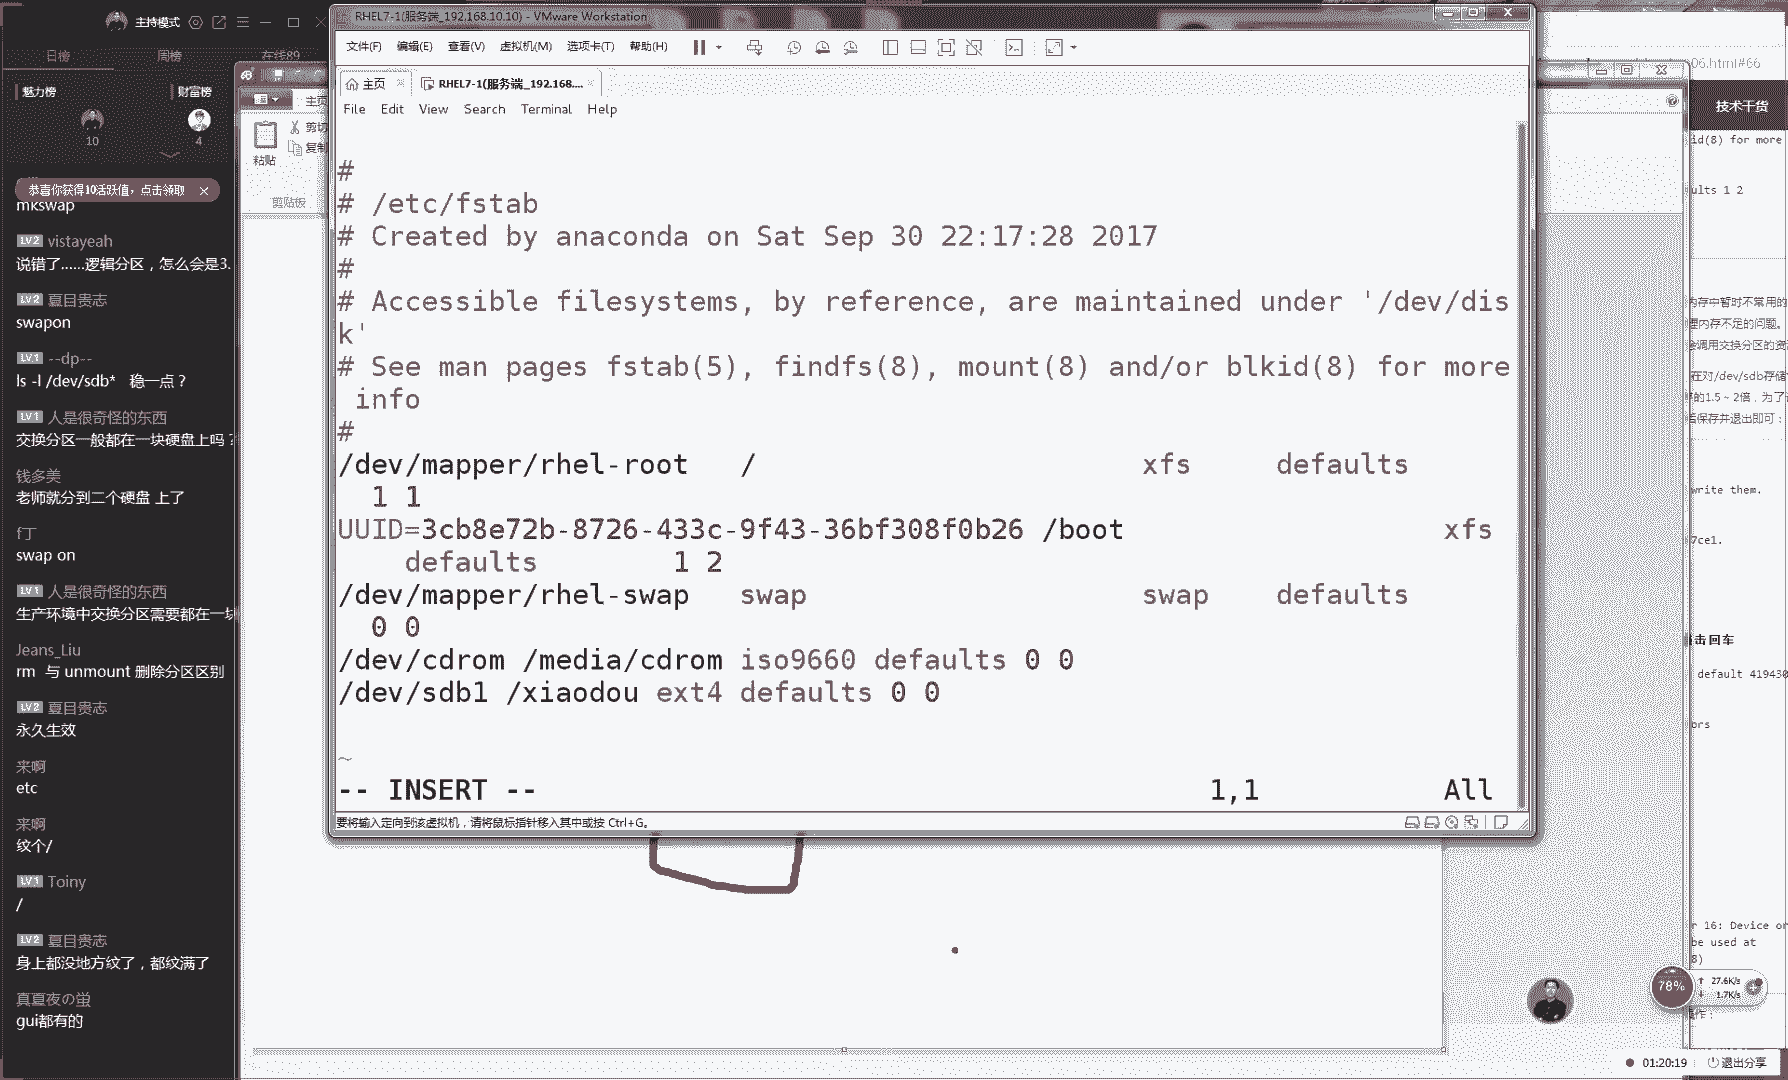 主持模式
日榜 周榜 在线89
魅力榜 财富榜
10 4
恭喜你获得10活跃值，点击领取 ×
mkswap
LV2 vistayeah
说错了......逻辑分区，怎么会是3.
LV2 夏目贵志
swapon
LV1 --dp--
ls -l /dev/sdb* 稳一点？
LV1 人是很奇怪的东西
交换分区一般都在一块硬盘上吗？
钱多美
老师就分到二个硬盘 上了
f丁
swap on
LV1 人是很奇怪的东西
生产环境中交换分区需要都在一块
Jeans_Liu
rm 与 unmount 删除分区区别
LV2 夏目贵志
永久生效
来啊
etc
来啊
纹个/
LV1 Toiny
/
LV2 夏目贵志
身上都没地方纹了，都纹满了
真夏夜の蛍
gui都有的
主页
粘贴
剪切
复制
剪贴板
RHEL7-1(服务端_192.168.10.10) - VMware Workstation
文件(F) 编辑(E) 查看(V) 虚拟机(M) 选项卡(T) 帮助(H)
主页 × RHEL7-1(服务端_192.168.... ×
File Edit View Search Terminal Help
#
# /etc/fstab
# Created by anaconda on Sat Sep 30 22:17:28 2017
#
# Accessible filesystems, by reference, are maintained under '/dev/dis
k'
# See man pages fstab(5), findfs(8), mount(8) and/or blkid(8) for more
 info
#
/dev/mapper/rhel-root / xfs defaults
1 1
UUID=3cb8e72b-8726-433c-9f43-36bf308f0b26 /boot xfs
defaults 1 2
/dev/mapper/rhel-swap swap swap defaults
0 0
/dev/cdrom /media/cdrom iso9660 defaults 0 0
/dev/sdb1 /xiaodou ext4 defaults 0 0
~
-- INSERT -- 1,1 All
要将输入定向到该虚拟机，请将鼠标指针移入其中或按 Ctrl+G。
06.html#66
技术干货
id(8) for more
ults 1 2
内存中暂时不常用的
理内存不足的问题。
会调用交换分区的资
在对/dev/sdb存储
的1.5～2倍，为了
后保存并退出即可：
write them.
7ce1.
击回车
default 419430
ors
r 16: Device or
be used at
8)
78% 27.6K/s
1.7K/s
操作：
01:20:19 退出分享